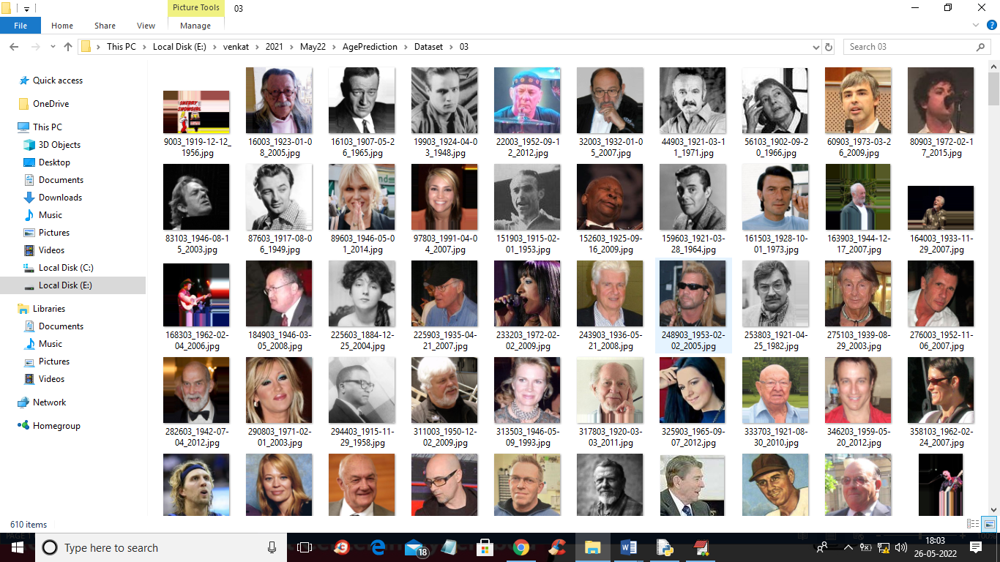 Picture Tools
03
File
Home
Share
View
Manage
This PC
Local Disk (E:)
venkat
2021
May22
AgePrediction
Dataset
03
Search 03
Quick access
OneDrive
This PC
3D Objects
Desktop
Documents
Downloads
Music
Pictures
Videos
Local Disk (C:)
Local Disk (E:)
Libraries
Documents
Music
Pictures
Videos
Network
Homegroup
SHERRY
SHOWGIRL
9003_1919-12-12_
1956.jpg
16003_1923-01-0
8_2005.jpg
16103_1907-05-2
6_1965.jpg
19903_1924-04-0
3_1948.jpg
22003_1952-09-1
2_2012.jpg
32003_1932-01-0
5_2007.jpg
44903_1921-03-1
1_1971.jpg
56103_1902-09-2
0_1966.jpg
60903_1973-03-2
6_2009.jpg
80903_1972-02-1
7_2015.jpg
83103_1946-08-1
5_2003.jpg
87603_1917-08-0
6_1949.jpg
89603_1946-05-0
1_2014.jpg
97803_1991-04-0
4_2007.jpg
151903_1915-02-
01_1953.jpg
152603_1925-09-
16_2009.jpg
159603_1921-03-
28_1964.jpg
161503_1928-10-
01_1973.jpg
163903_1944-12-
17_2007.jpg
164003_1933-11-
29_2007.jpg
168303_1962-02-
04_2006.jpg
184903_1946-03-
05_2008.jpg
225603_1884-12-
25_2004.jpg
225903_1935-04-
21_2007.jpg
233203_1972-02-
02_2009.jpg
243903_1936-05-
21_2008.jpg
248903_1953-02-
02_2005.jpg
253803_1921-04-
25_1982.jpg
275103_1939-08-
29_2003.jpg
276003_1952-11-
06_2007.jpg
282603_1942-07-
04_2012.jpg
290803_1971-02-
01_2003.jpg
294403_1915-11-
29_1958.jpg
311003_1950-12-
02_2009.jpg
313503_1946-05-
09_1993.jpg
317803_1920-03-
03_2011.jpg
325903_1965-09-
07_2012.jpg
333703_1921-08-
30_2010.jpg
346203_1959-05-
20_2012.jpg
358103_1962-02-
24_2007.jpg
610 items
Type here to search
18
18:03
26-05-2022
100%